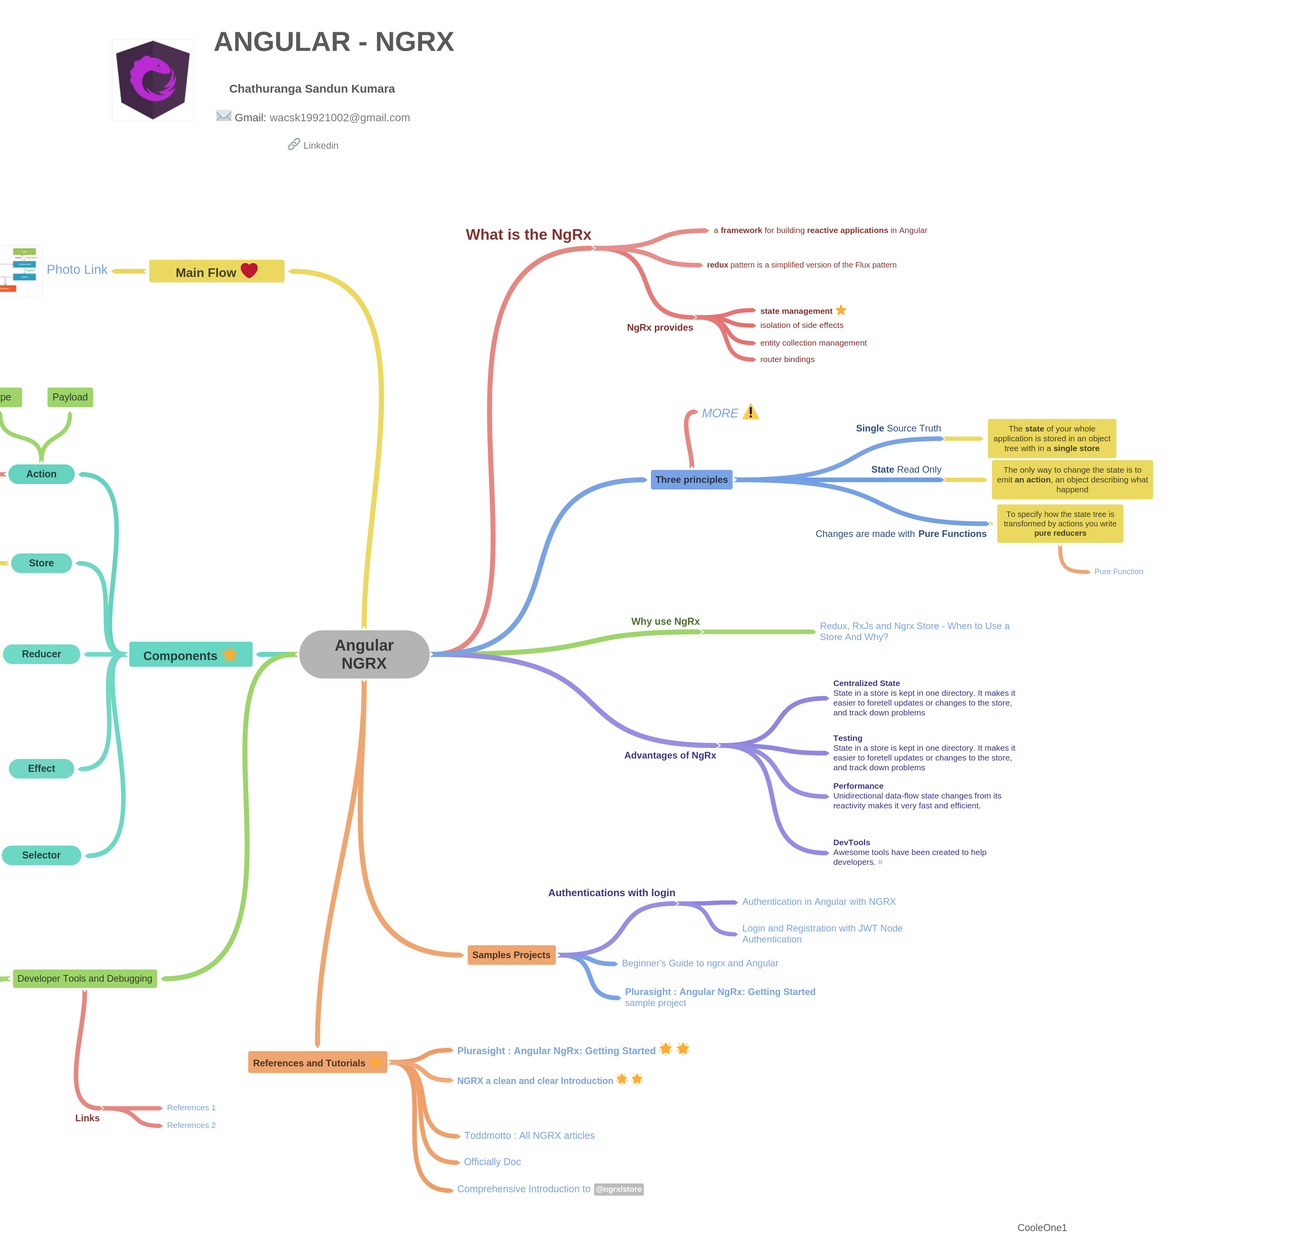 ANGULAR - NGRX
Chathuranga Sandun Kumara
Gmail: wacsk19921002@gmail.com
Linkedin
What is the NgRx
a framework for building reactive applications in Angular
redux pattern is a simplified version of the Flux pattern
NgRx provides
state management
isolation of side effects
entity collection management
router bindings
Photo Link
Main Flow
pe
Payload
Action
Store
Reducer
Effect
Selector
Components
Angular
NGRX
MORE
Three principles
Single Source Truth
The state of your whole
application is stored in an object
tree with in a single store
State Read Only
The only way to change the state is to
emit an action, an object describing what
happend
Changes are made with Pure Functions
To specify how the state tree is
transformed by actions you write
pure reducers
Pure Function
Why use NgRx
Redux, RxJs and Ngrx Store - When to Use a
Store And Why?
Advantages of NgRx
Centralized State
State in a store is kept in one directory. It makes it
easier to foretell updates or changes to the store,
and track down problems
Testing
State in a store is kept in one directory. It makes it
easier to foretell updates or changes to the store,
and track down problems
Performance
Unidirectional data-flow state changes from its
reactivity makes it very fast and efficient.
DevTools
Awesome tools have been created to help
developers. #
Samples Projects
Authentications with login
Authentication in Angular with NGRX
Login and Registration with JWT Node
Authentication
Beginner's Guide to ngrx and Angular
Plurasight : Angular NgRx: Getting Started
sample project
Developer Tools and Debugging
Links
References 1
References 2
References and Tutorials
Plurasight : Angular NgRx: Getting Started
NGRX a clean and clear Introduction
Toddmotto : All NGRX articles
Officially Doc
Comprehensive Introduction to @ngrx/store
CooleOne1